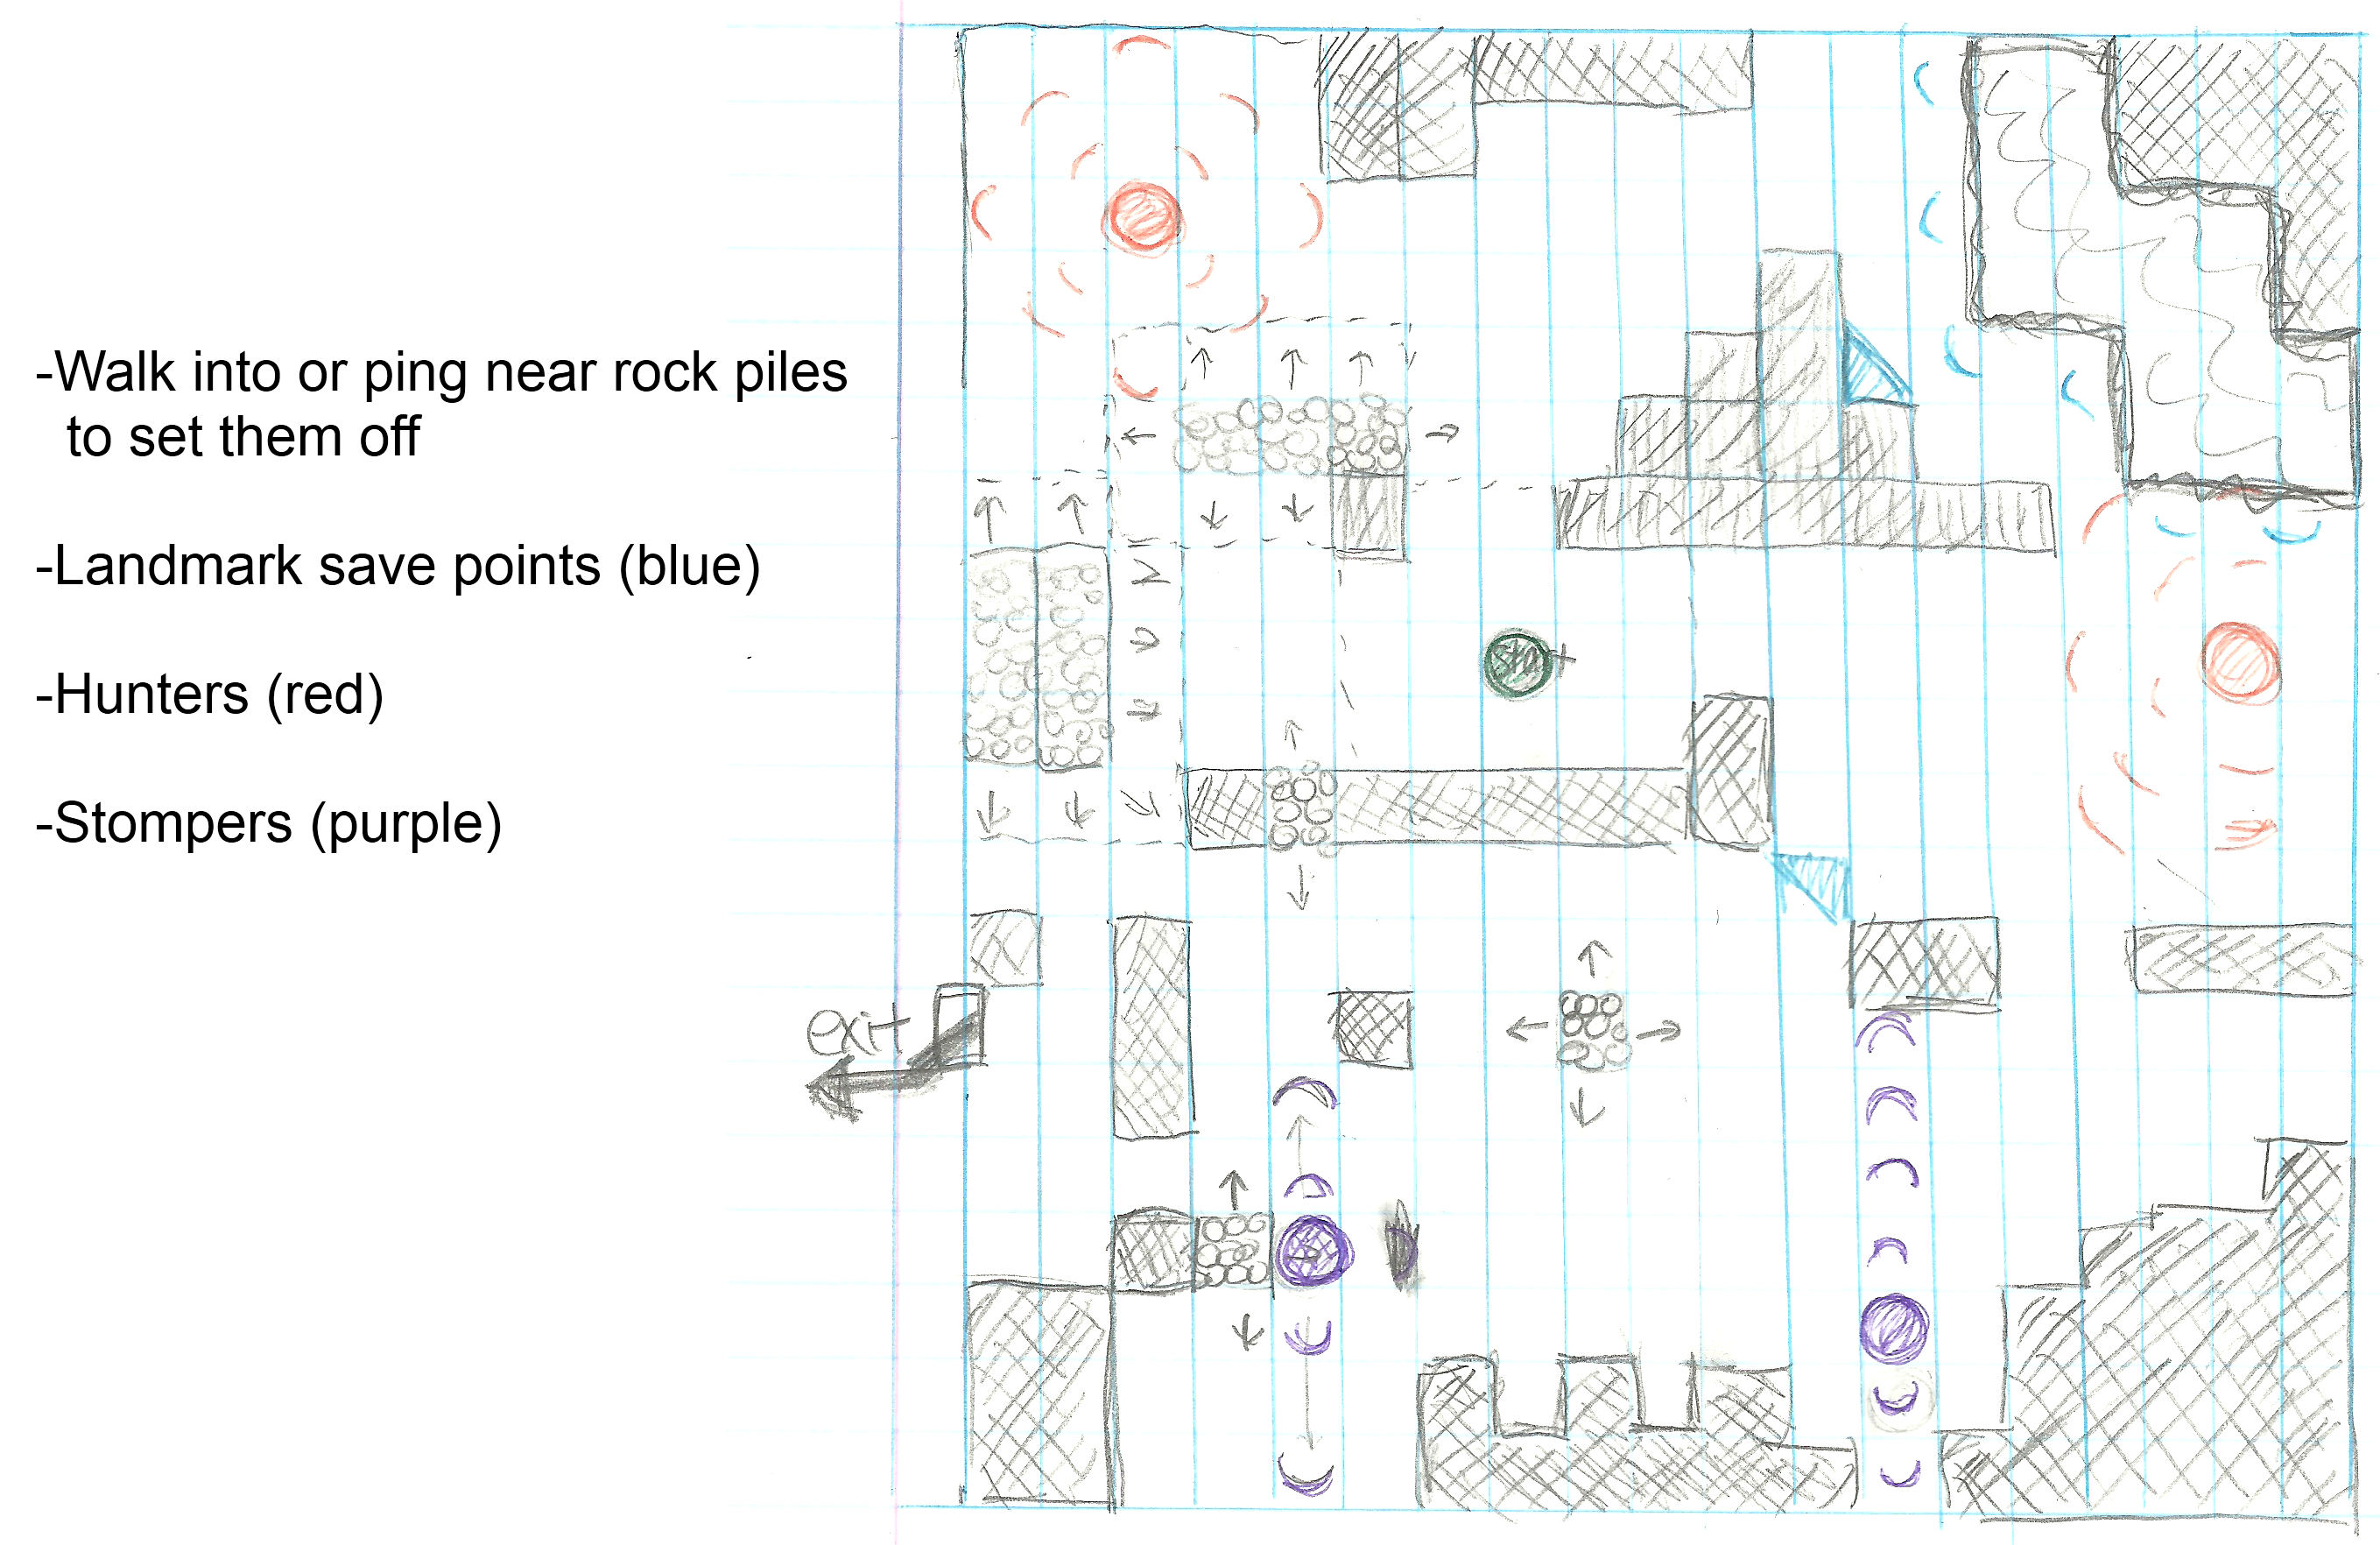 -Walk into or ping near rock piles
to set them off
-Landmark save points (blue)
-Hunters (red)
-Stompers (purple)
start
exit